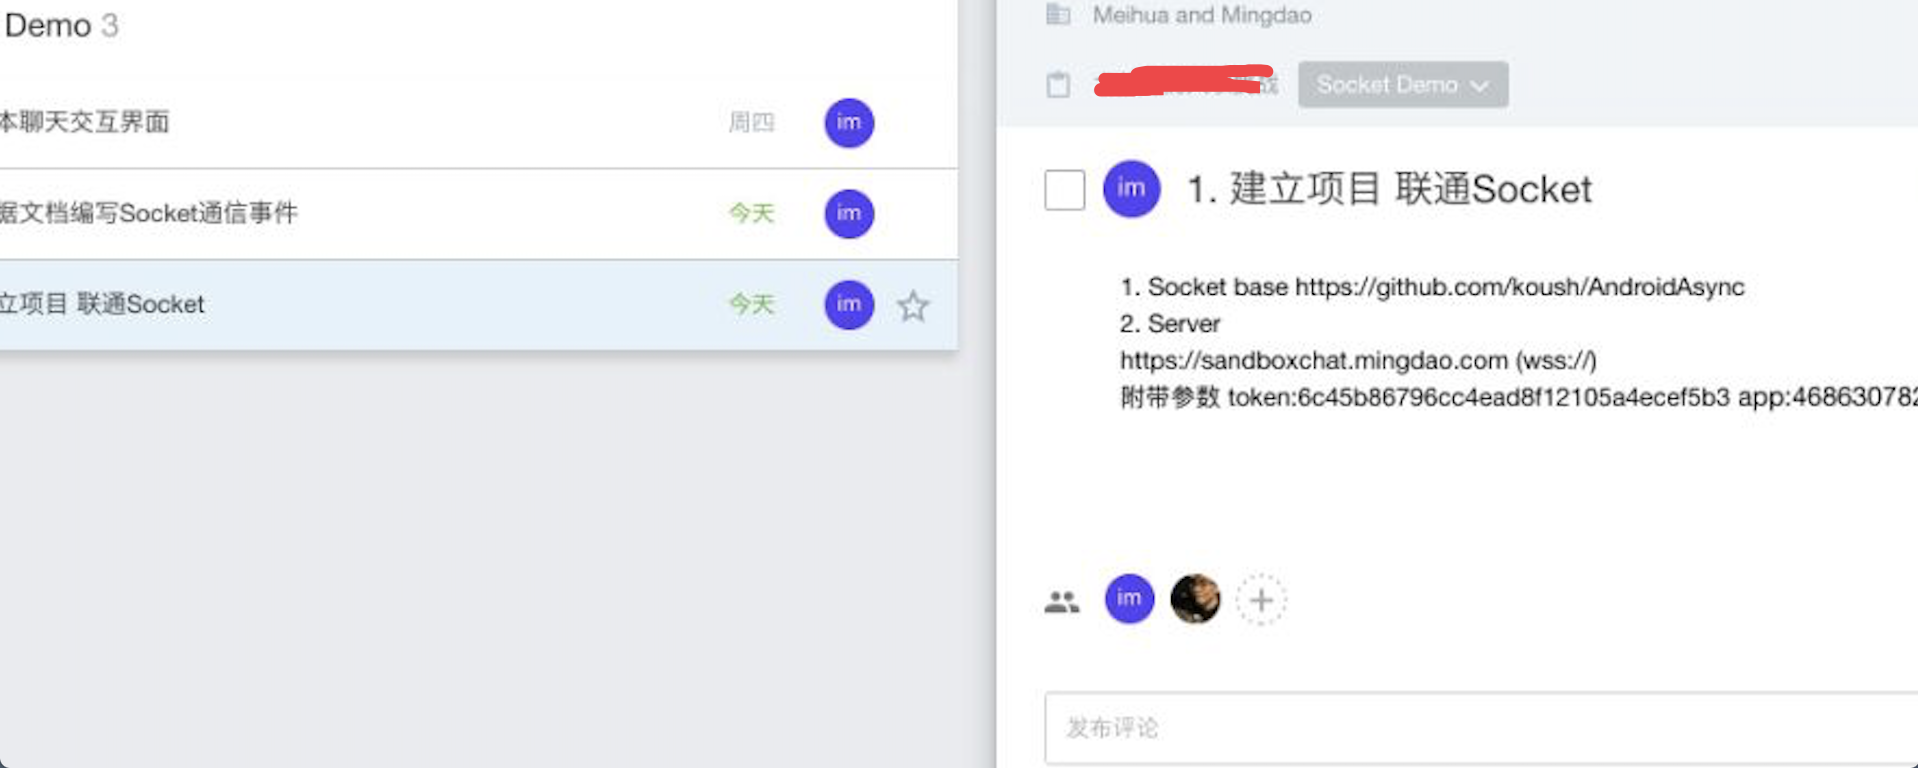 Demo 3
本聊天交互界面
周四
im
据文档编写Socket通信事件
今天
im
立项目 联通Socket
今天
im
Meihua and Mingdao
Socket Demo
im
1. 建立项目 联通Socket
1. Socket base https://github.com/koush/AndroidAsync
2. Server
https://sandboxchat.mingdao.com (wss://)
附带参数 token:6c45b86796cc4ead8f12105a4ecef5b3 app:468630782
im
发布评论